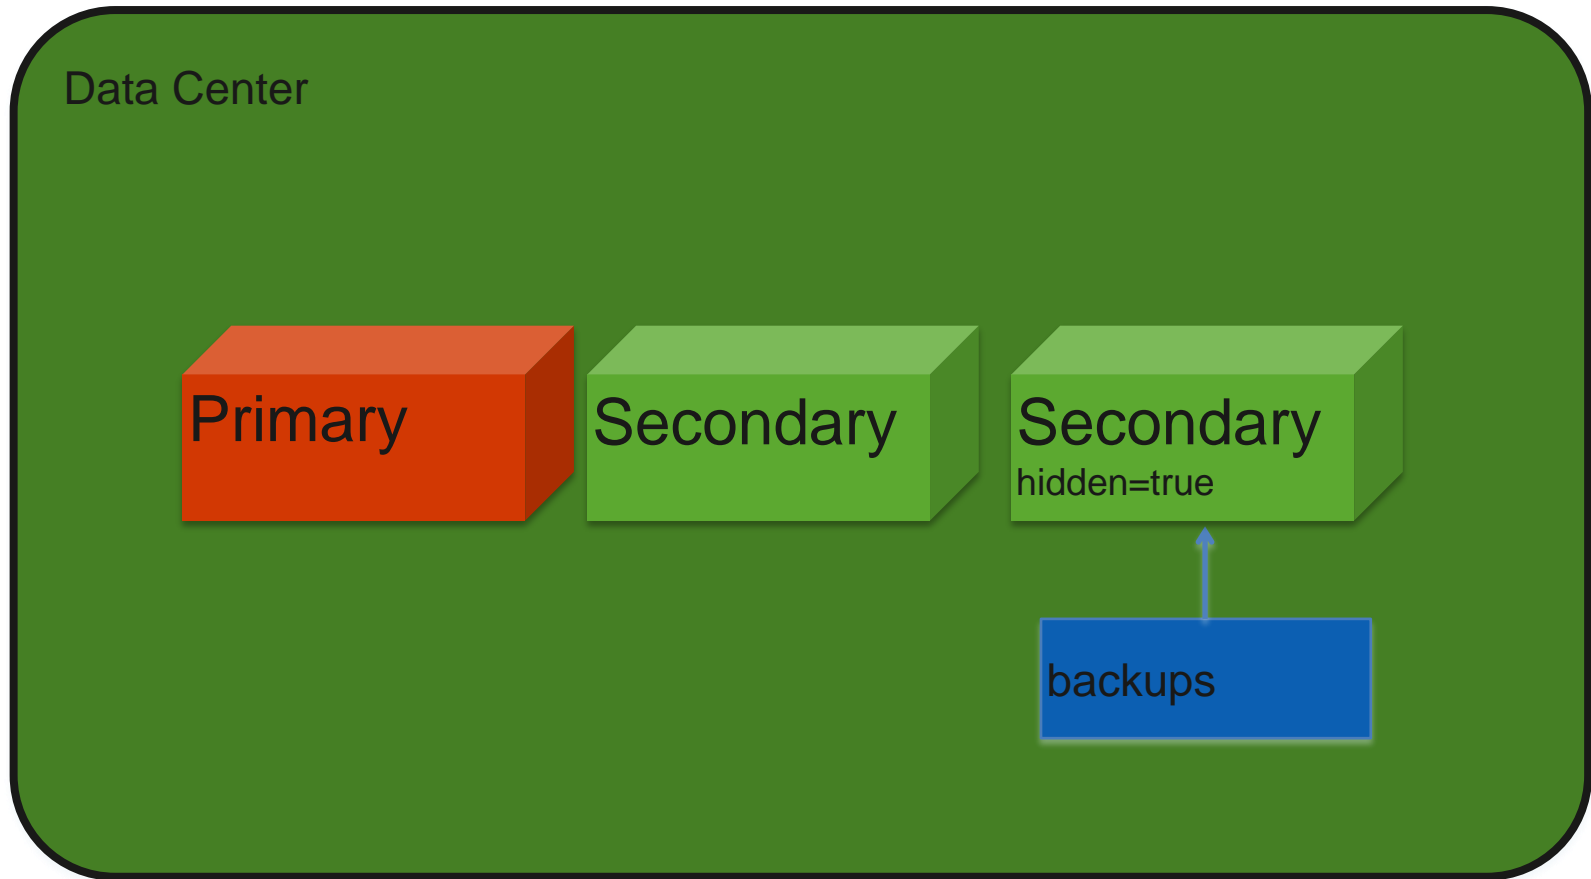 Data Center
Primary
Secondary
Secondary
hidden=true
backups